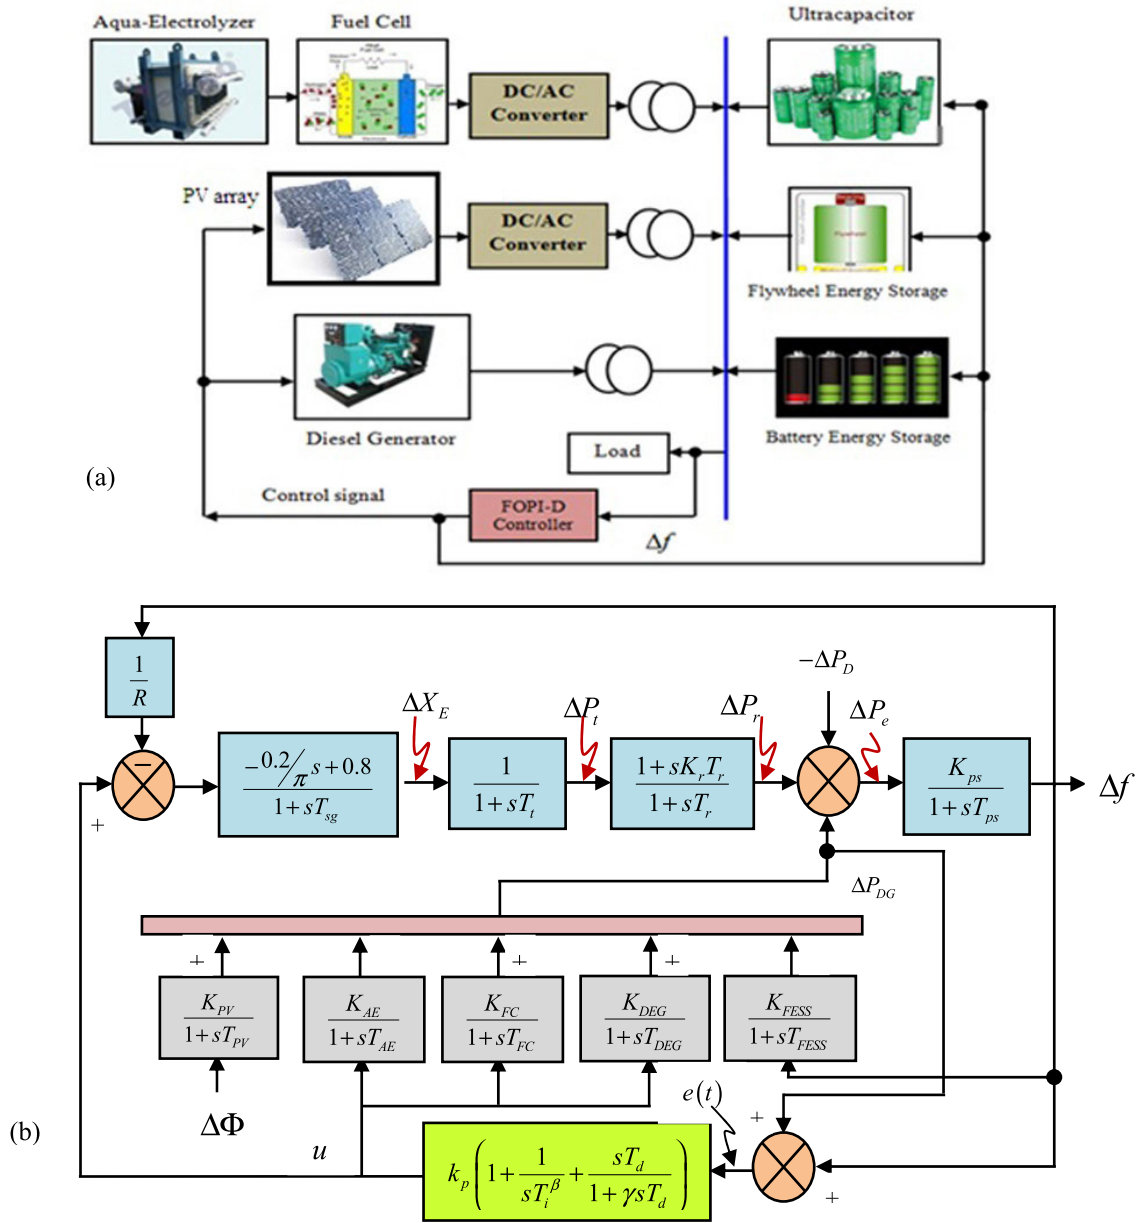 Aqua-Electrolyzer Fuel Cell Ultracapacitor
DC/AC
Converter
PV array
DC/AC
Converter
Flywheel
Flywheel Energy Storage
Diesel Generator
Battery Energy Storage
Load
(a)
Control signal
FOPI-D
Controller
Δf
1/R
−ΔP_D
ΔX_E ΔP_t ΔP_r ΔP_e
−
+
(−0.2/π s + 0.8)/(1 + sT_sg)
1/(1 + sT_t)
(1 + sK_rT_r)/(1 + sT_r)
K_ps/(1 + sT_ps)
Δf
ΔP_DG
+ + +
K_PV/(1 + sT_PV)
K_AE/(1 + sT_AE)
K_FC/(1 + sT_FC)
K_DEG/(1 + sT_DEG)
K_FESS/(1 + sT_FESS)
ΔΦ
e(t)
+
(b)
u
k_p(1 + 1/(sT_i^β) + sT_d/(1 + γsT_d))
+